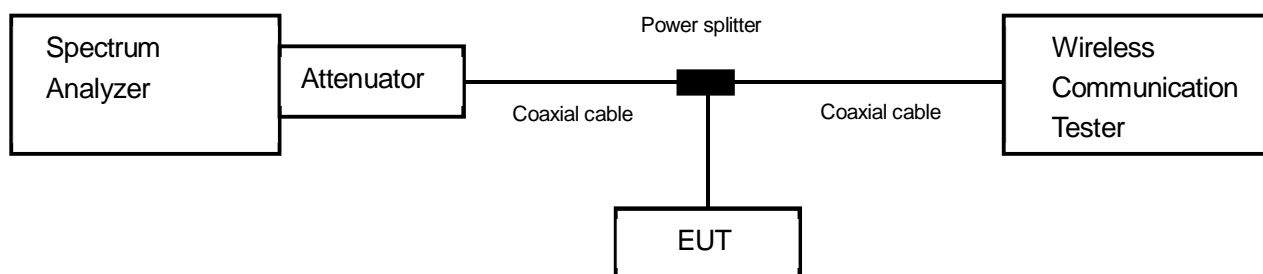 Power splitter
Spectrum
Analyzer
Attenuator
Wireless
Communication
Tester
Coaxial cable
Coaxial cable
EUT